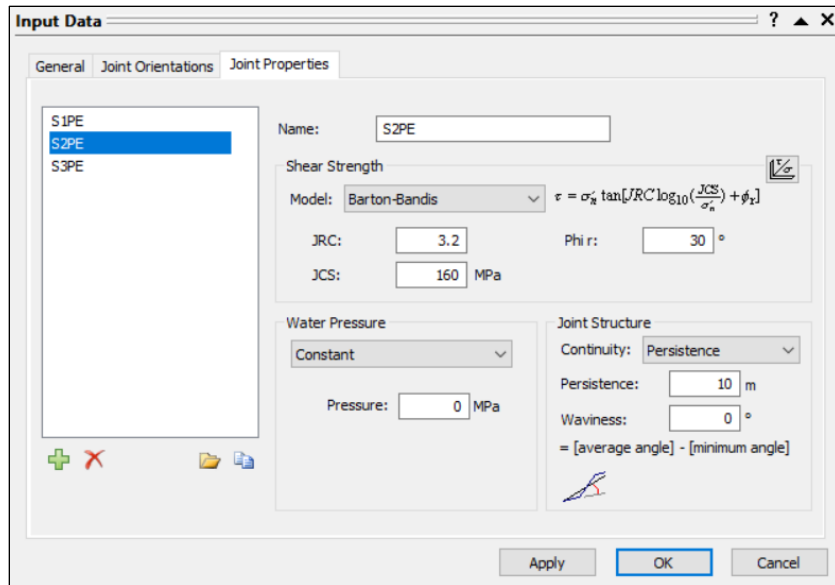 Input Data
? ▲ X
General Joint Orientations Joint Properties
S1PE
S2PE
S3PE
Name: S2PE
Shear Strength
τ/σ
Model: Barton-Bandis τ = σ'ₙ tan[JRC log₁₀(JCS/σ'ₙ) + ϕᵣ]
JRC: 3.2 Phi r: 30 °
JCS: 160 MPa
Water Pressure
Constant
Pressure: 0 MPa
Joint Structure
Continuity: Persistence
Persistence: 10 m
Waviness: 0 °
= [average angle] - [minimum angle]
Apply OK Cancel